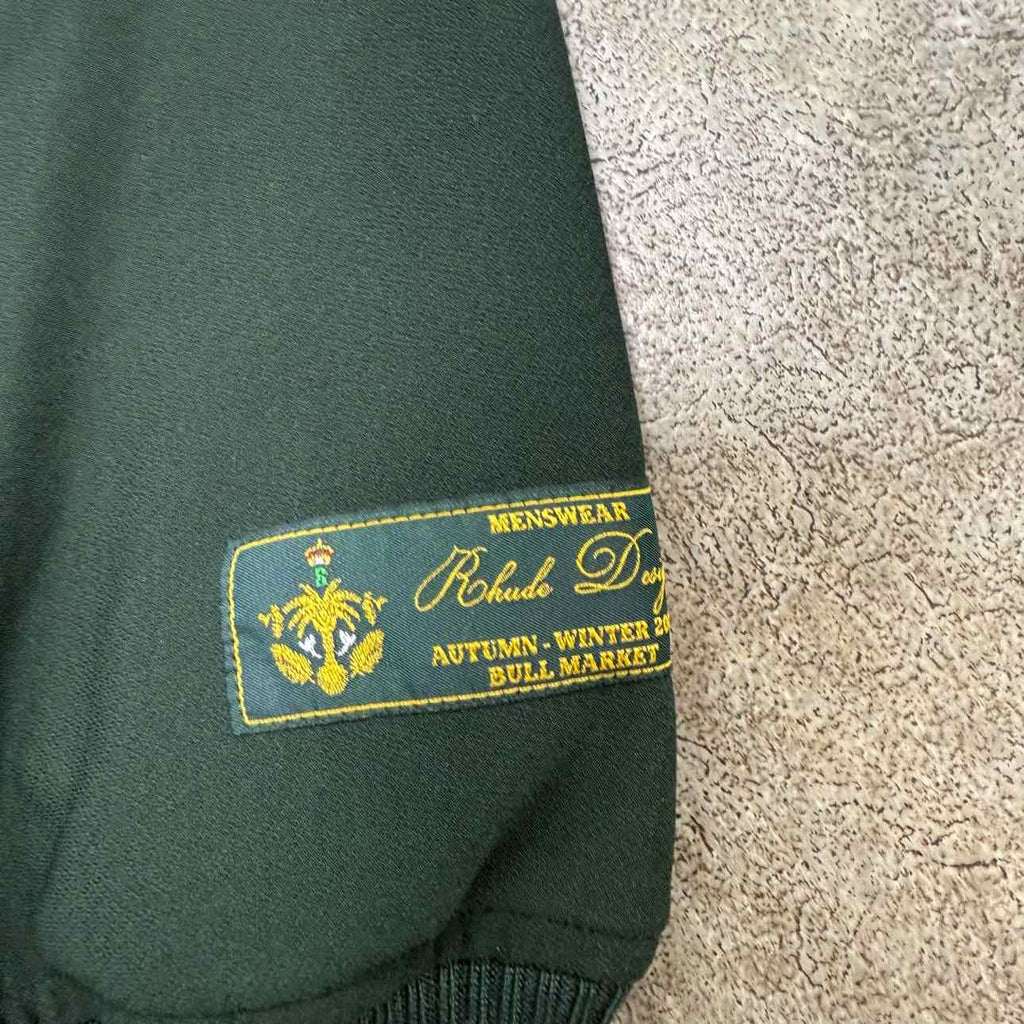 MENSWEAR
Rhude
AUTUMN - WINTER
BULL MARKET
R